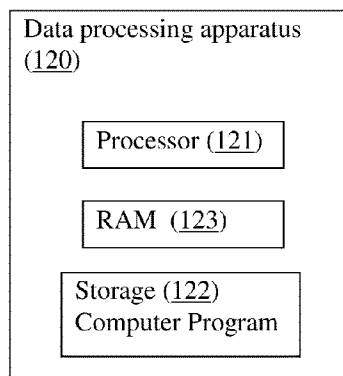 Data processing apparatus
(120)
Processor (121)
RAM (123)
Storage (122)
Computer Program